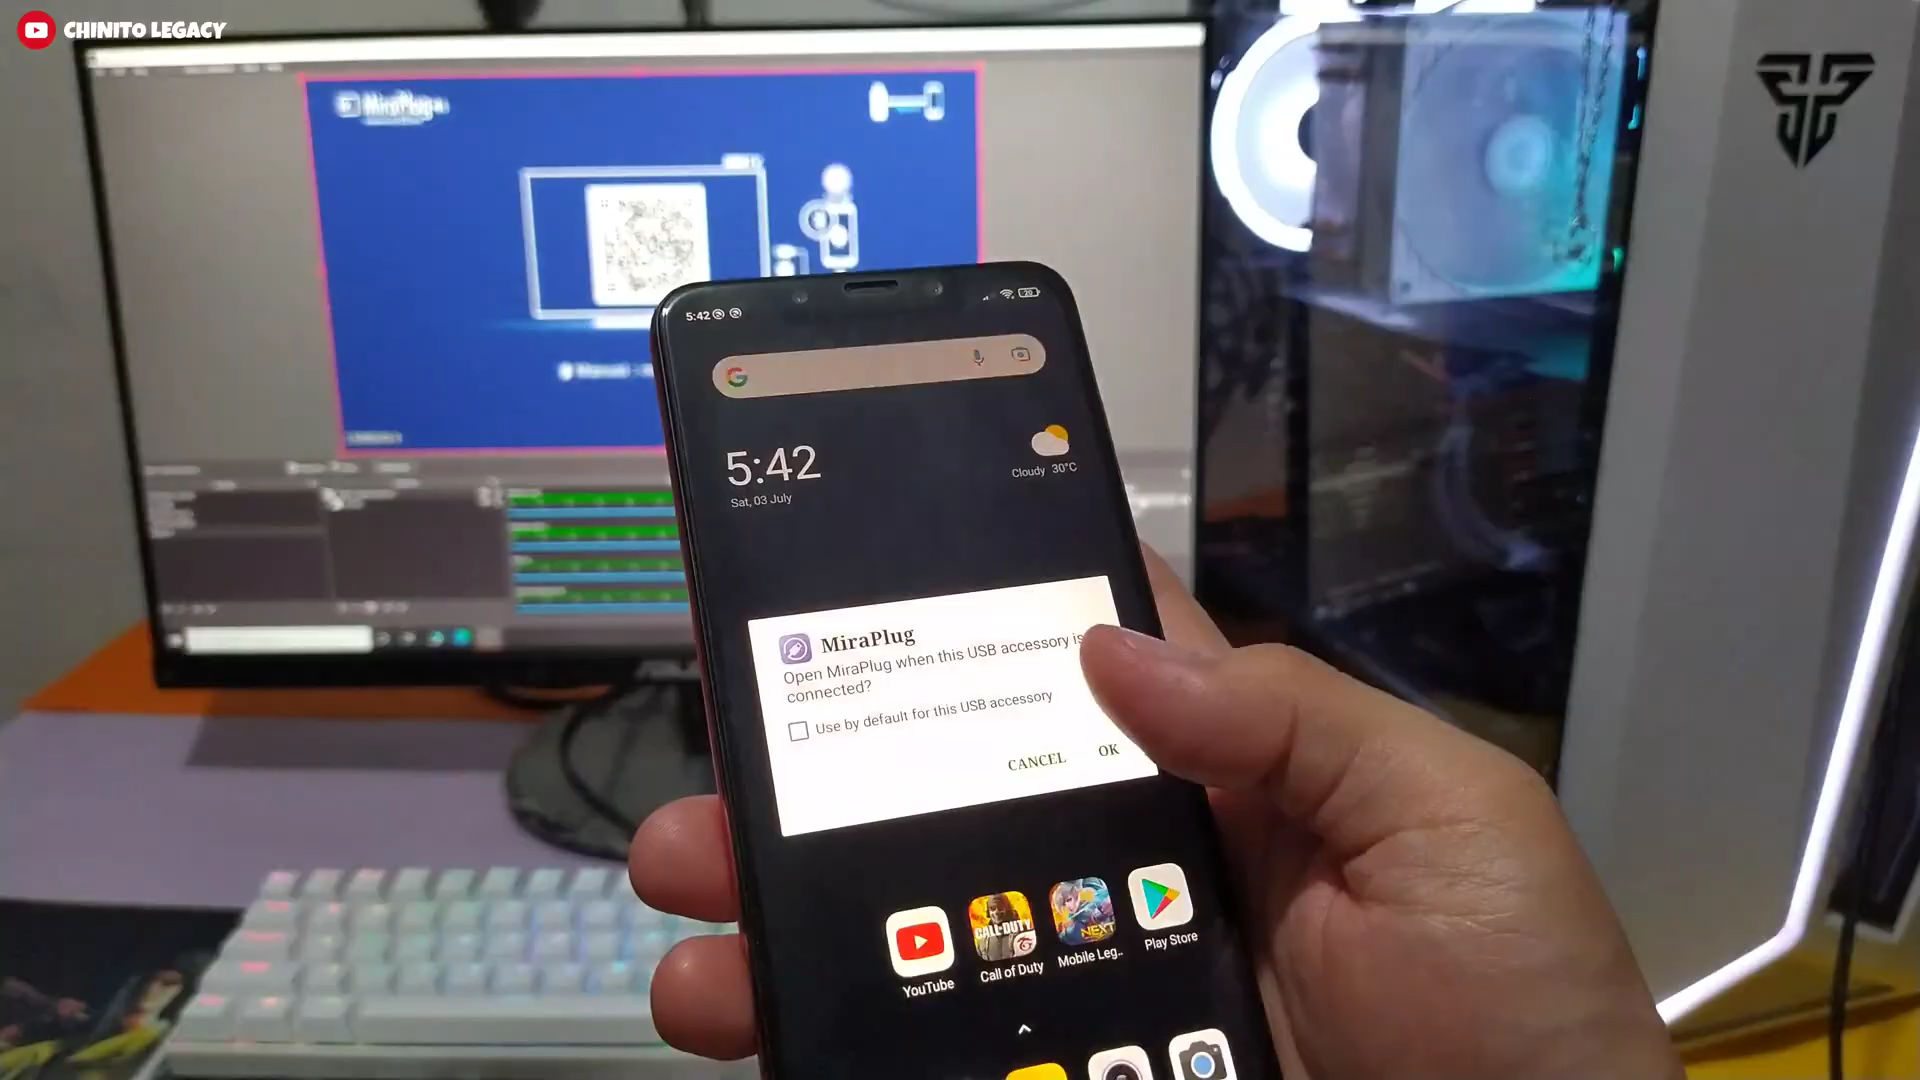 CHINITO LEGACY
MiraPlug
5:42
20
G
5:42
Sat, 03 July
Cloudy 30°C
MiraPlug
Open MiraPlug when this USB accessory is
connected?
Use by default for this USB accessory
CANCEL OK
CALL·DUTY
NEXT
YouTube
Call of Duty
Mobile Leg..
Play Store